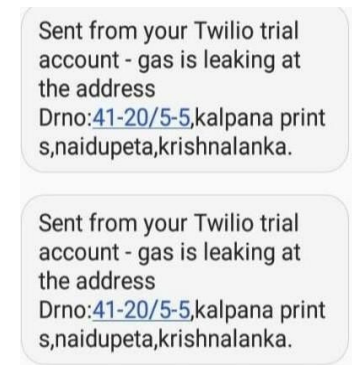 Sent from your Twilio trial
account - gas is leaking at
the address
Drno:41-20/5-5,kalpana print
s,naidupeta,krishnalanka.
Sent from your Twilio trial
account - gas is leaking at
the address
Drno:41-20/5-5,kalpana print
s,naidupeta,krishnalanka.